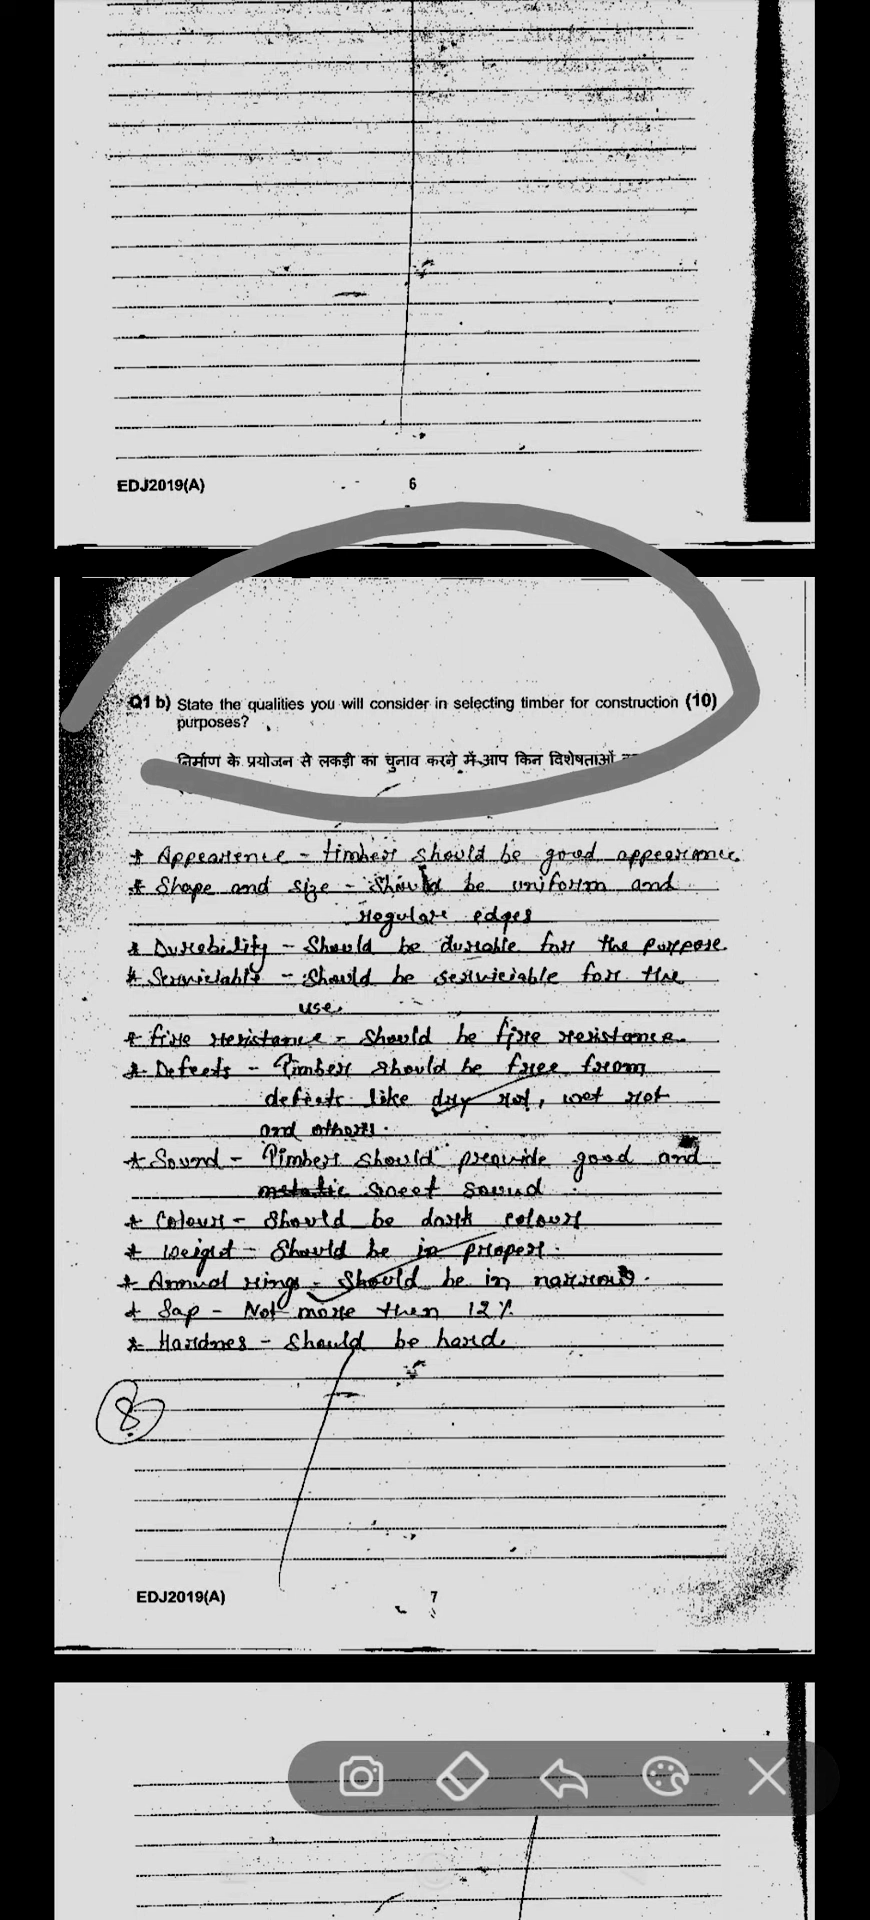 EDJ2019(A)
6
Q1 b) State the qualities you will consider in selecting timber for construction (10)
purposes?
निर्माण के प्रयोजन से लकड़ी का चुनाव करने में आप किन विशेषताओं
* Appearence - timber should be good appearance.
* Shape and size - should be uniform and
regular edges
* Durability - Should be durable for the purpose.
* Serviciable - Should be serviciable for the
use.
* fire resistance - should be fire resistance.
* Defects - Timber should be free from
defects like dry rot, wet rot
and others.
* Sound - Timber should provide good and
metalic sweet sound
* Colour - Should be dark colour
* Weight - Should be in proper.
* Annual rings - Should be in narrow.
* Sap - Not more then 12%
* Hardnes - Should be hard.
8
EDJ2019(A)
7